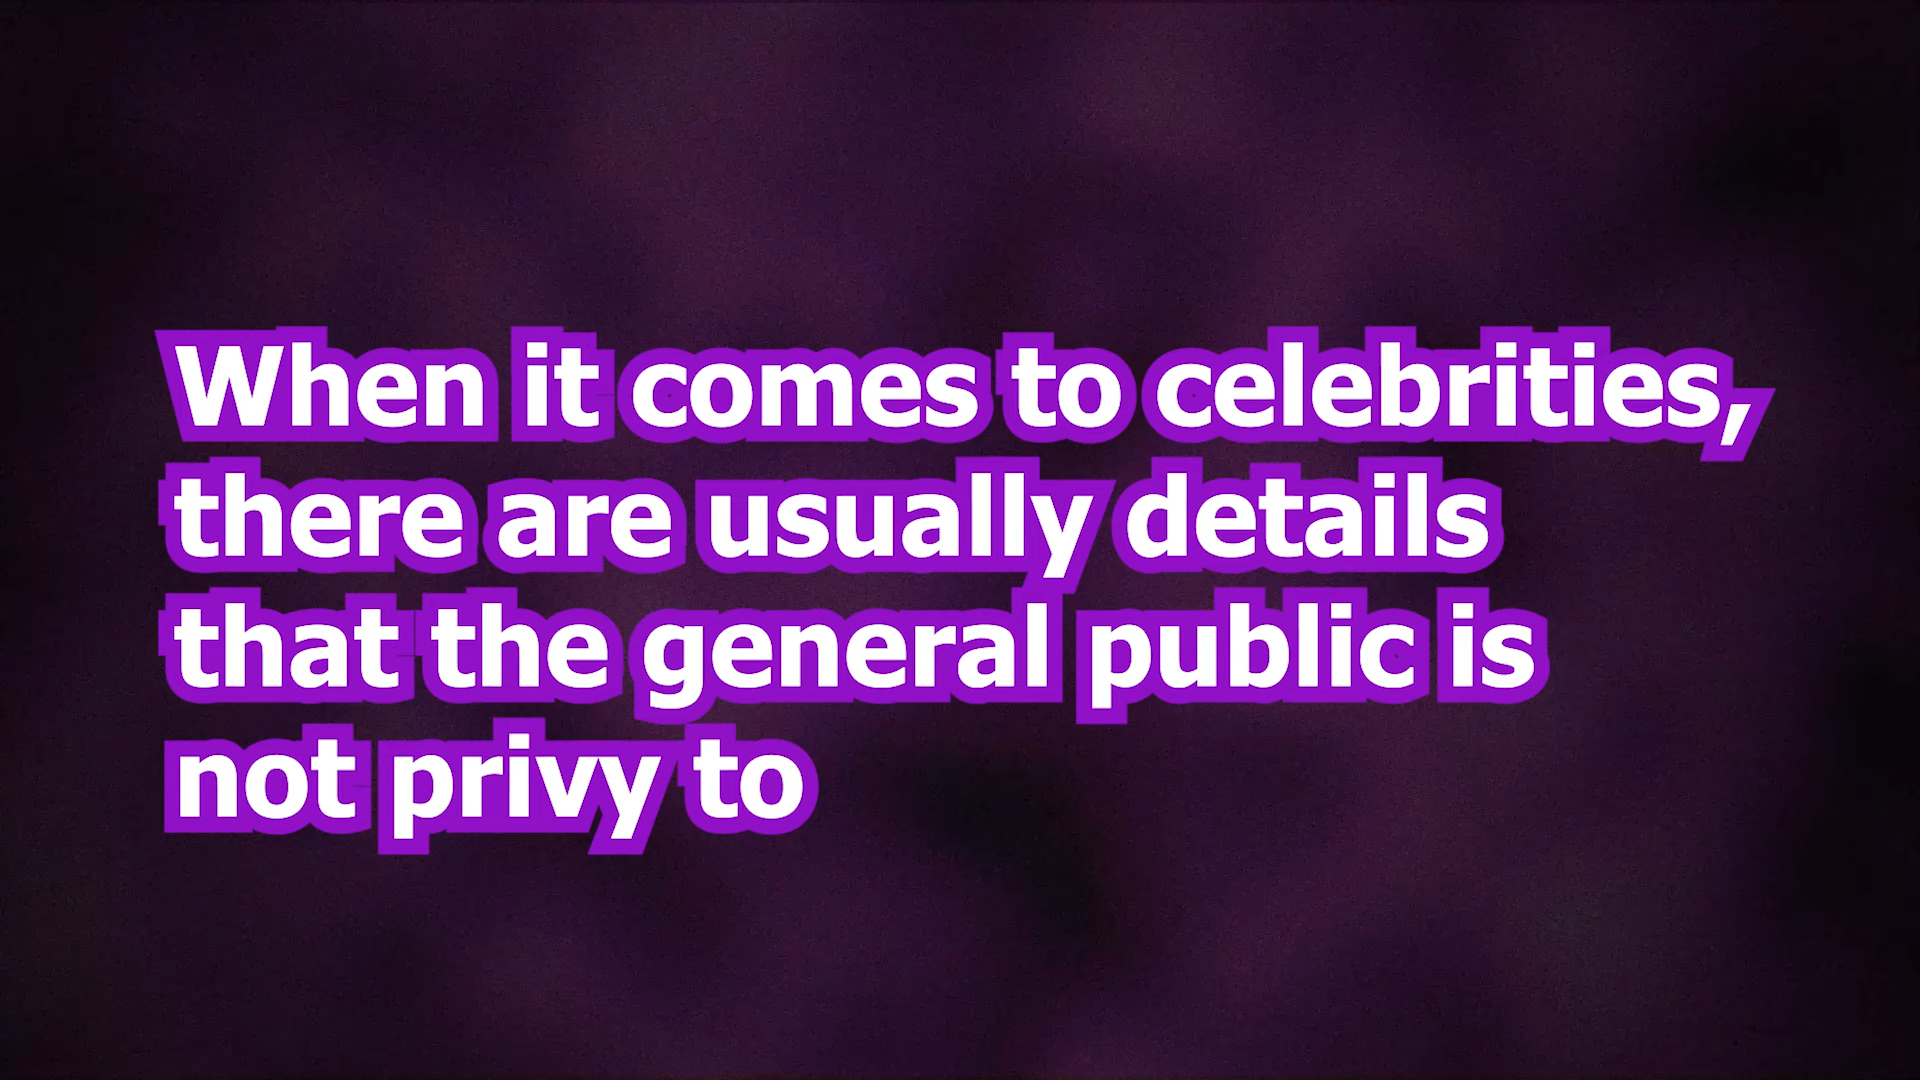 When it comes to celebrities,
there are usually details
that the general public is
not privy to